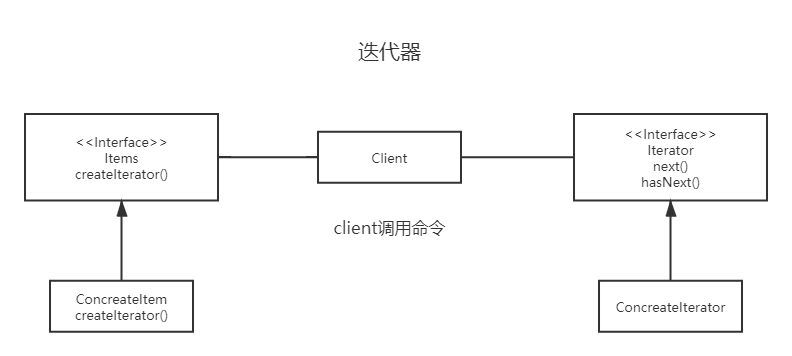 迭代器
<<Interface>>
Items
createIterator()
Client
<<Interface>>
Iterator
next()
hasNext()
client调用命令
ConcreateItem
createIterator()
ConcreateIterator